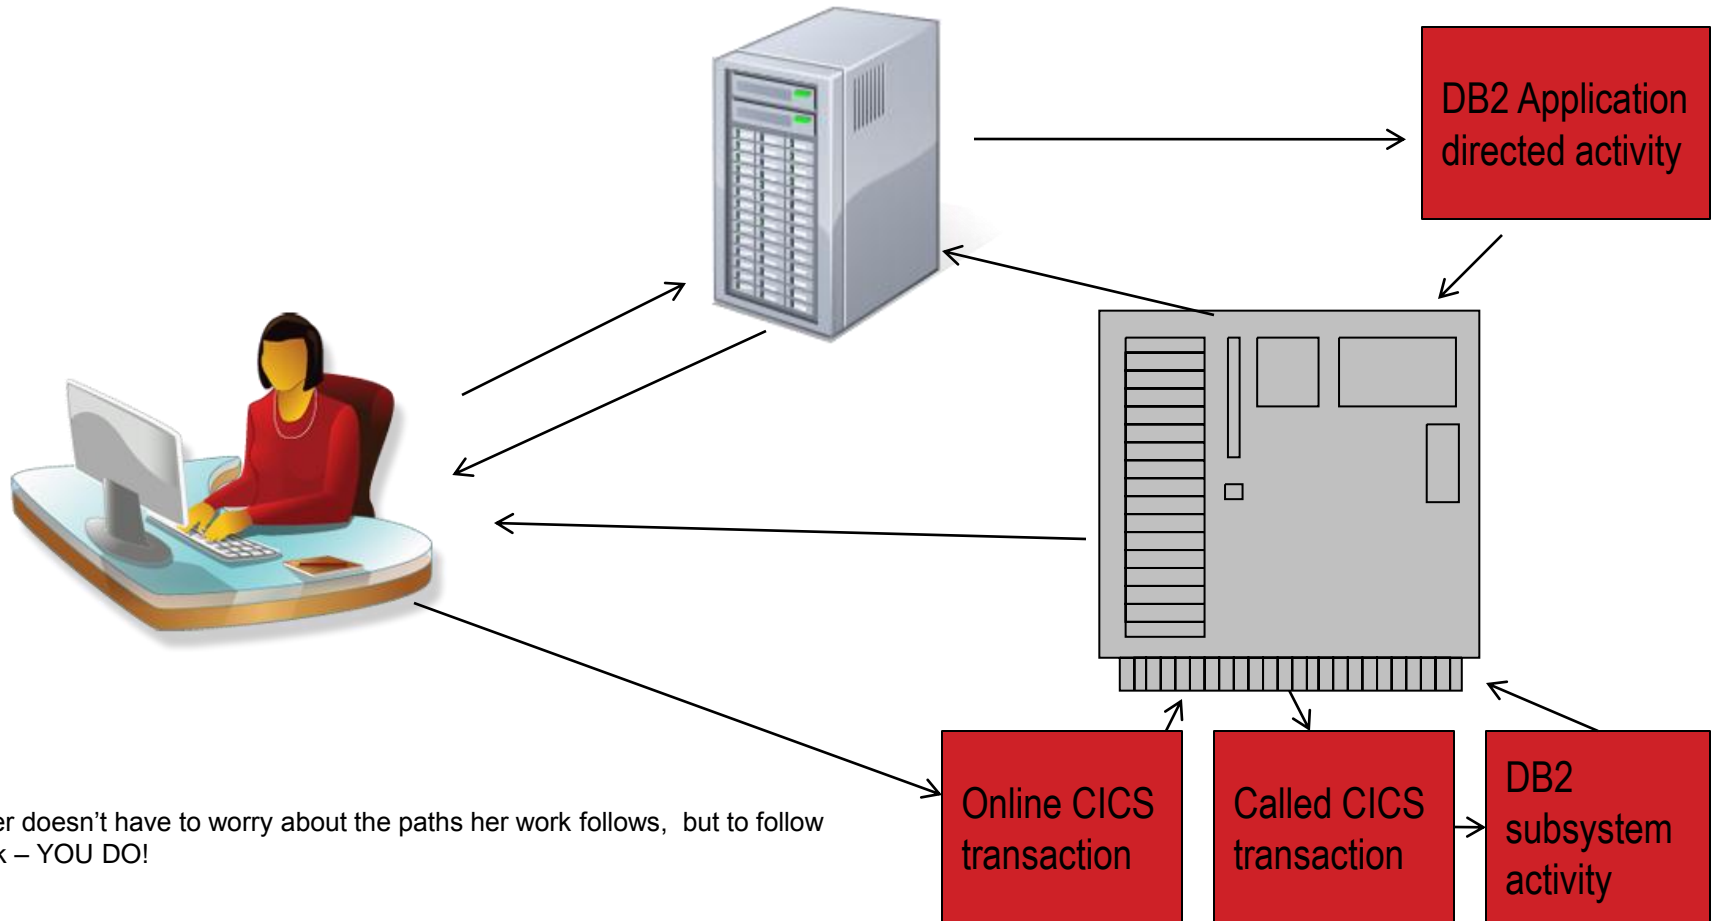 DB2 Application
directed activity
Online CICS
transaction
Called CICS
transaction
DB2
subsystem
activity
doesn’t have to worry about the paths her work follows,  but to follow
– YOU DO!